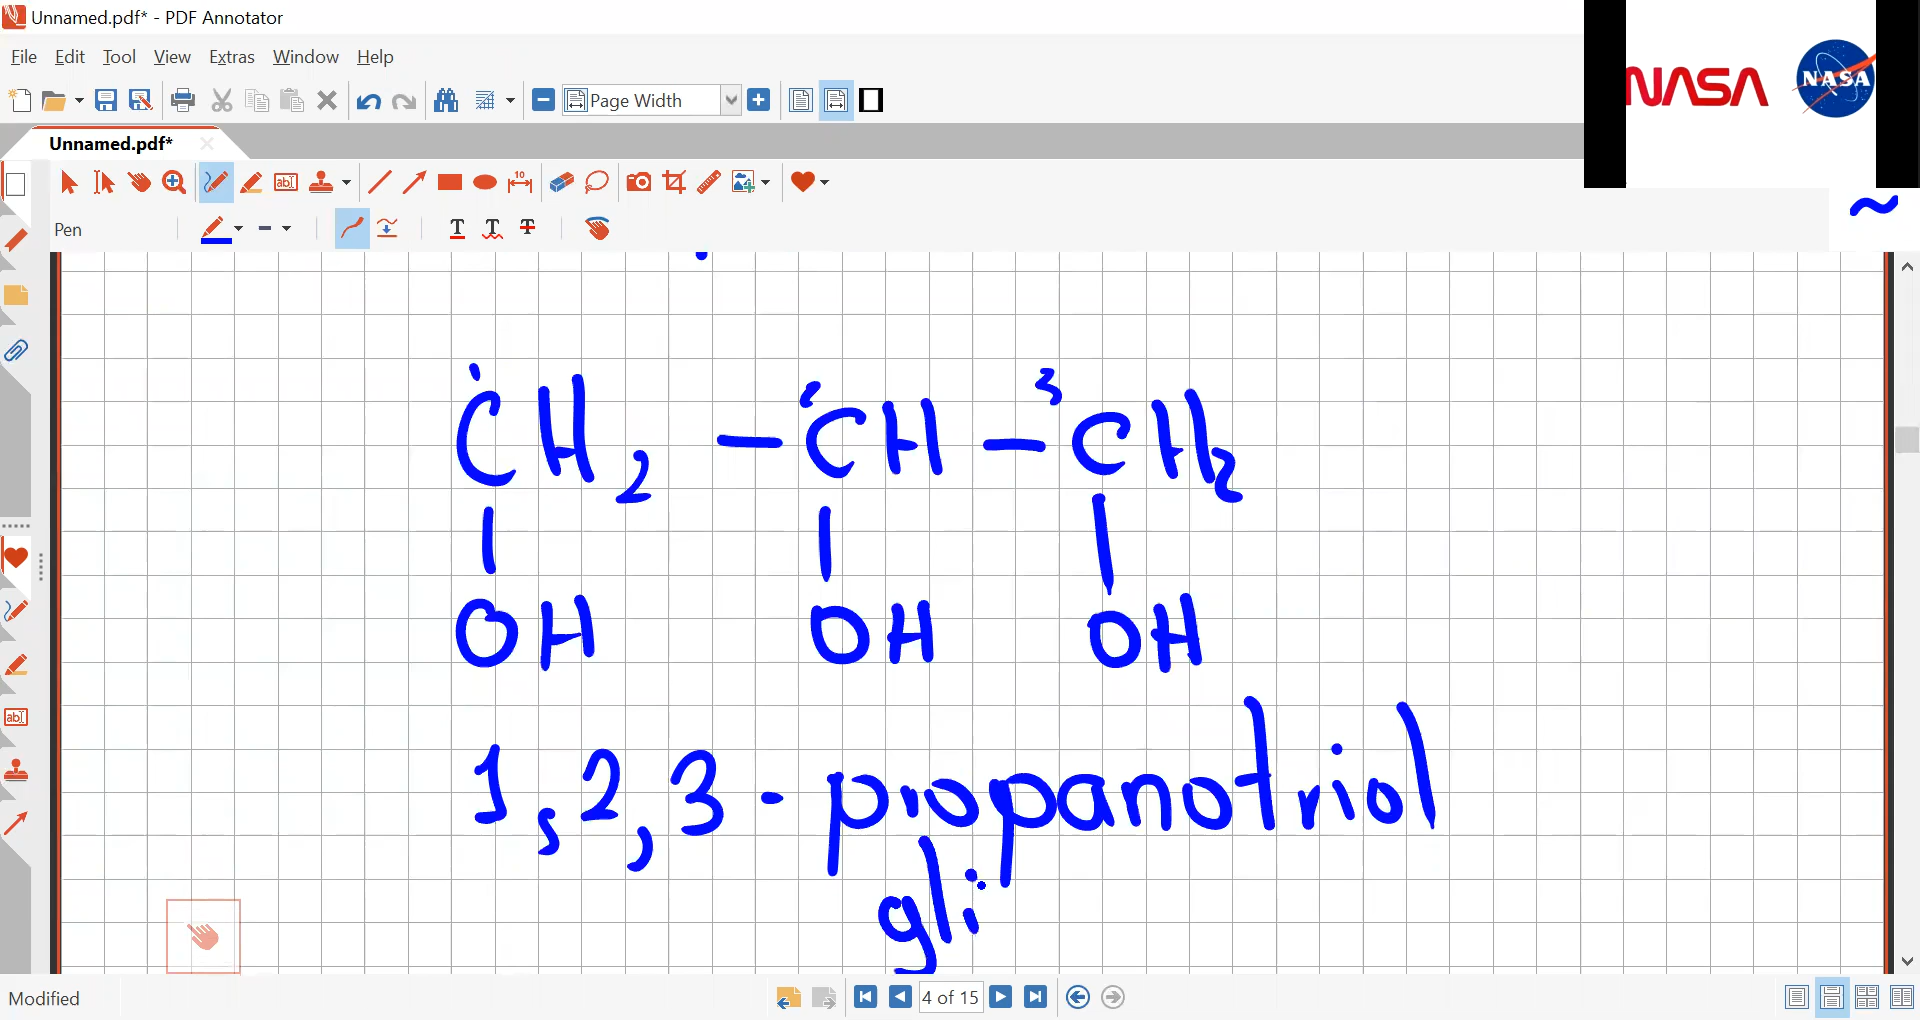 Unnamed.pdf* - PDF Annotator
File Edit Tool View Extras Window Help
NASA NASA
Page Width
Unnamed.pdf*
Pen
1 2 3
CH2 - CH - CH2
OH OH OH
1,2,3 - propanotriol
gli
Modified
4 of 15